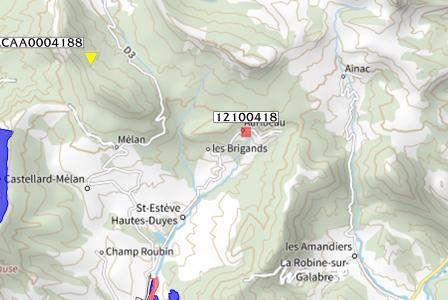 CAA0004188
D3
Ainac
12100418
Auribeau
Mélan
les Brigands
Castellard-Mélan
St-Estève
Hautes-Duyes
Champ Roubin
les Amandiers
La Robine-sur-
Galabre